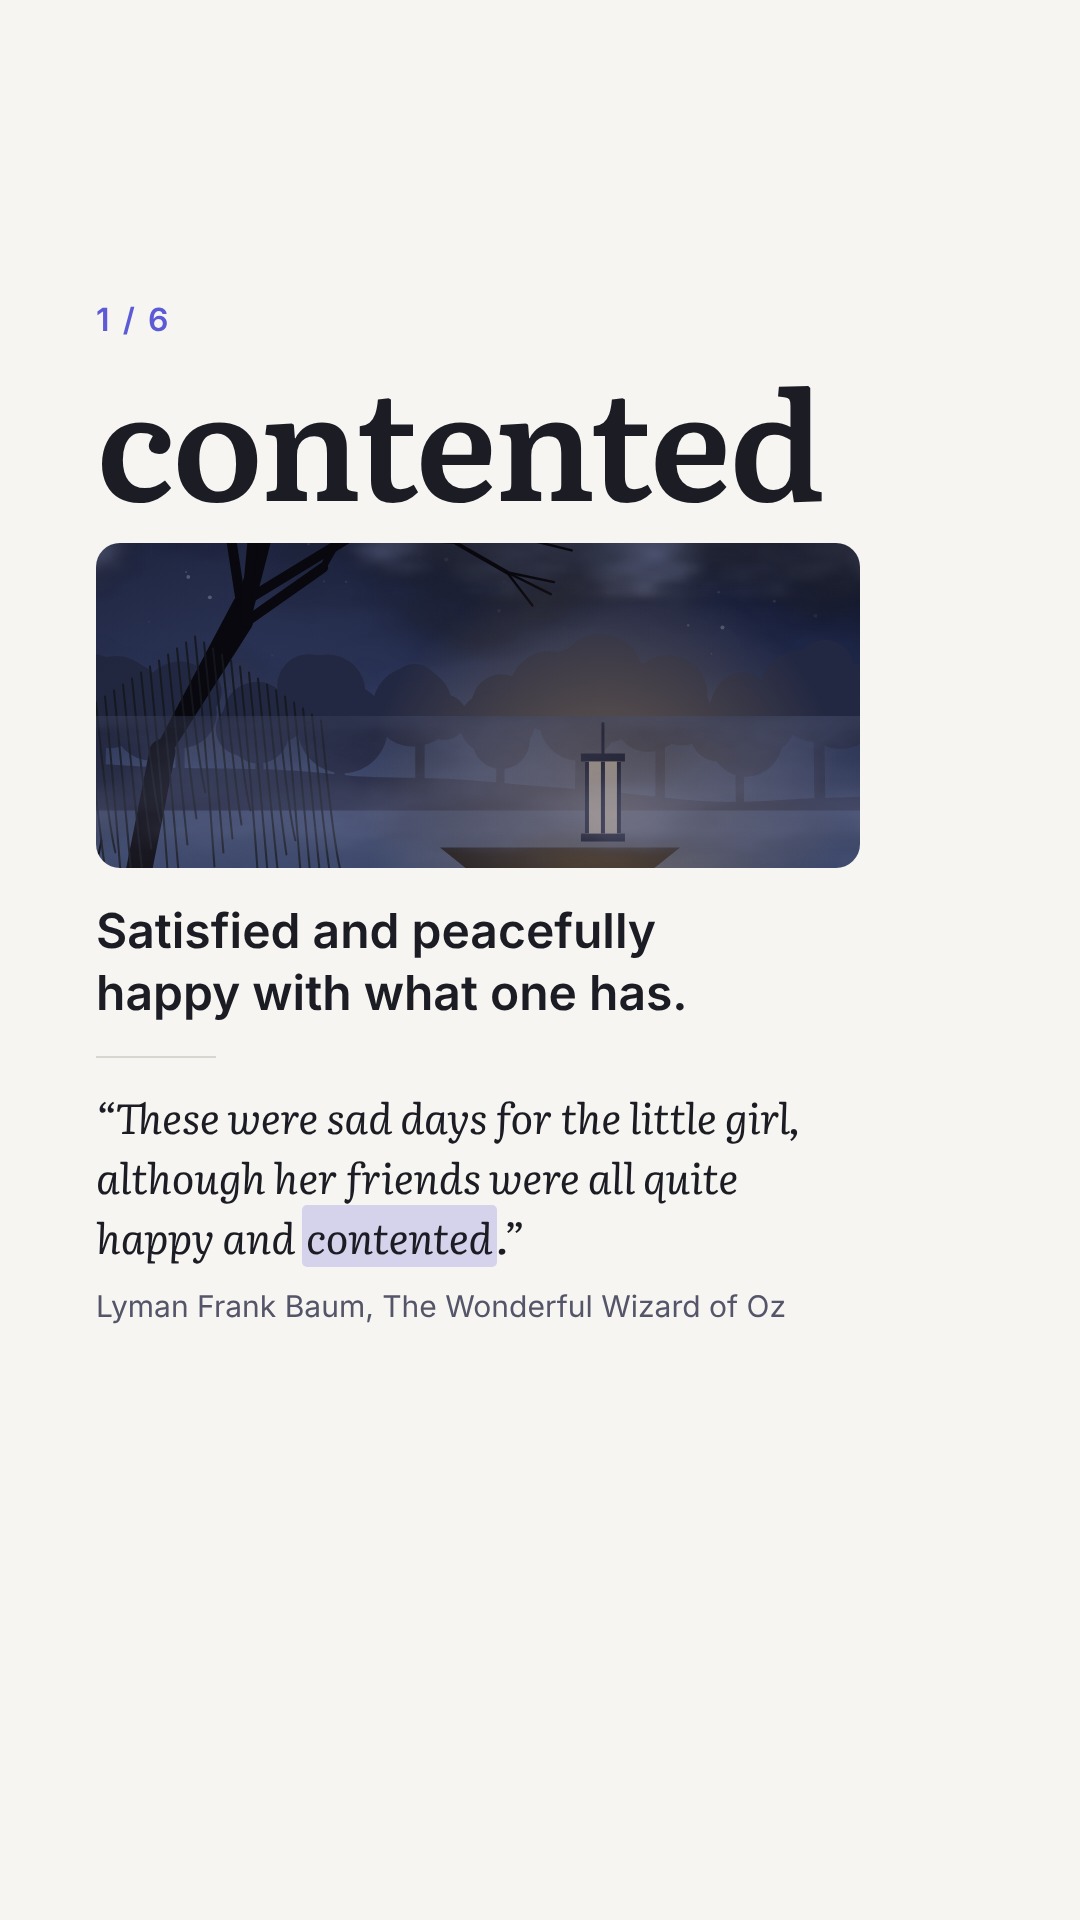 1 / 6
contented
Satisfied and peacefully
happy with what one has.
“These were sad days for the little girl,
although her friends were all quite
happy and contented.”
Lyman Frank Baum, The Wonderful Wizard of Oz